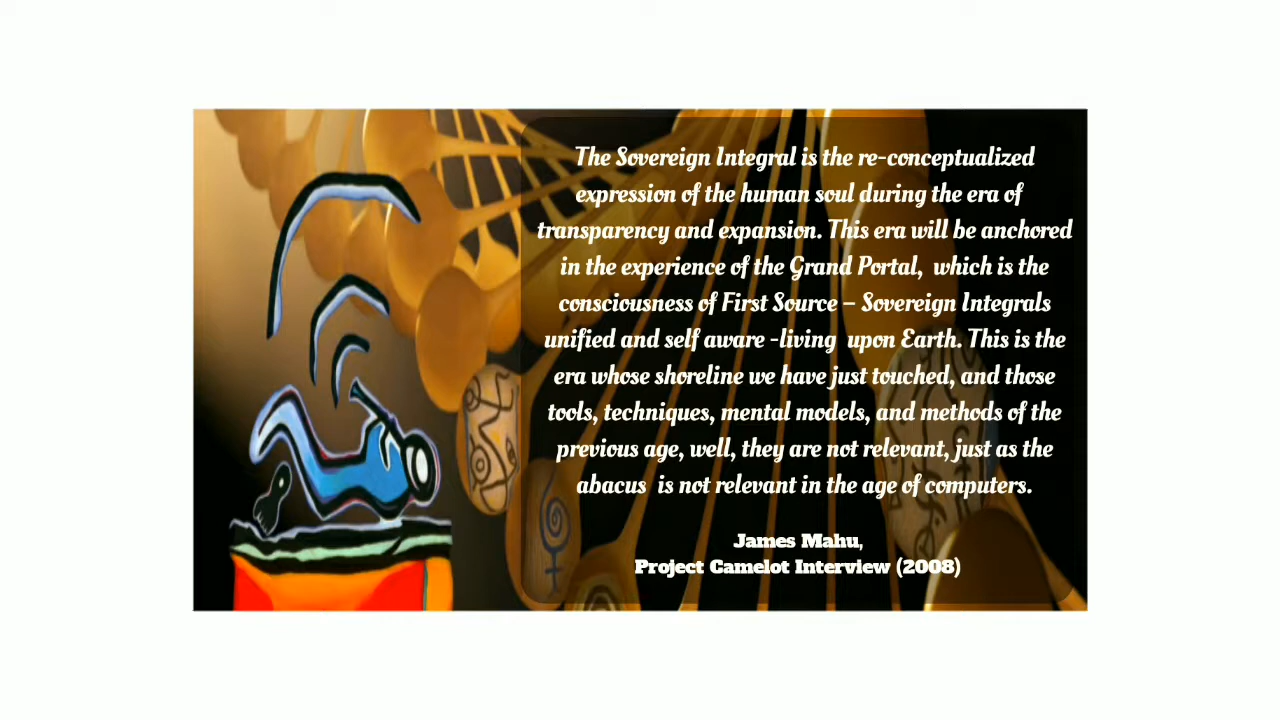 The Sovereign Integral is the re-conceptualized
expression of the human soul during the era of
transparency and expansion. This era will be anchored
in the experience of the Grand Portal,  which is the
consciousness of First Source – Sovereign Integrals
unified and self aware -living  upon Earth. This is the
era whose shoreline we have just touched, and those
tools, techniques, mental models, and methods of the
previous age, well, they are not relevant, just as the
abacus  is not relevant in the age of computers.
James Mahu,
Project Camelot Interview (2008)